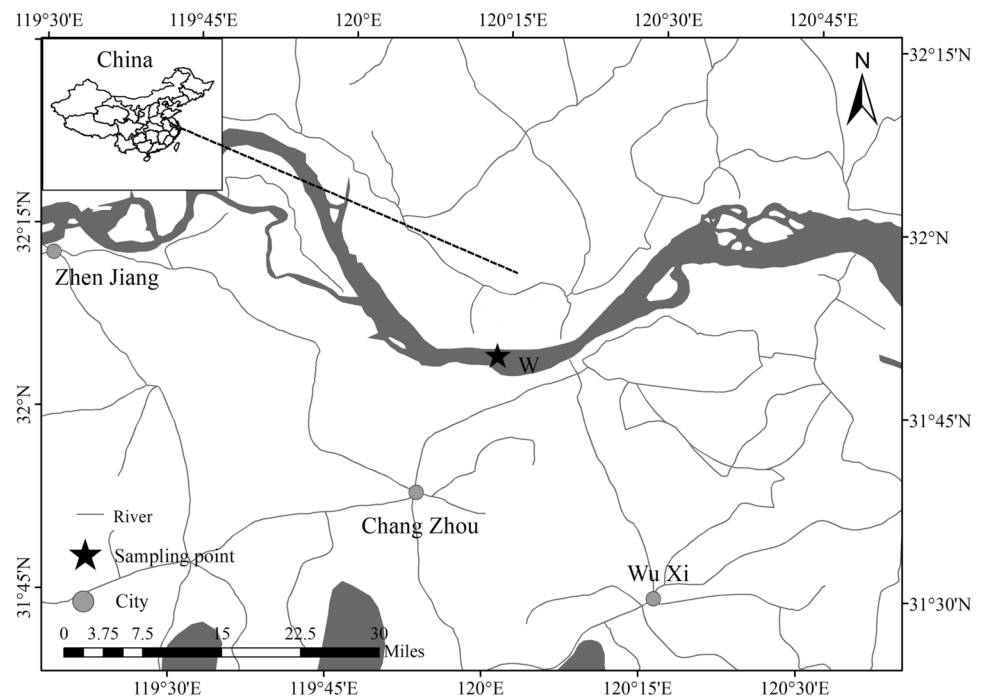 119°30'E 119°45'E 120°0'E 120°15'E 120°30'E 120°45'E
China
N
32°15'N
32°15'N
32°N
Zhen Jiang
W
32°N
31°45'N
Chang Zhou
River
Sampling point
Wu Xi
31°45'N
City
31°30'N
0 3.75 7.5 15 22.5 30
Miles
119°30'E 119°45'E 120°0'E 120°15'E 120°30'E